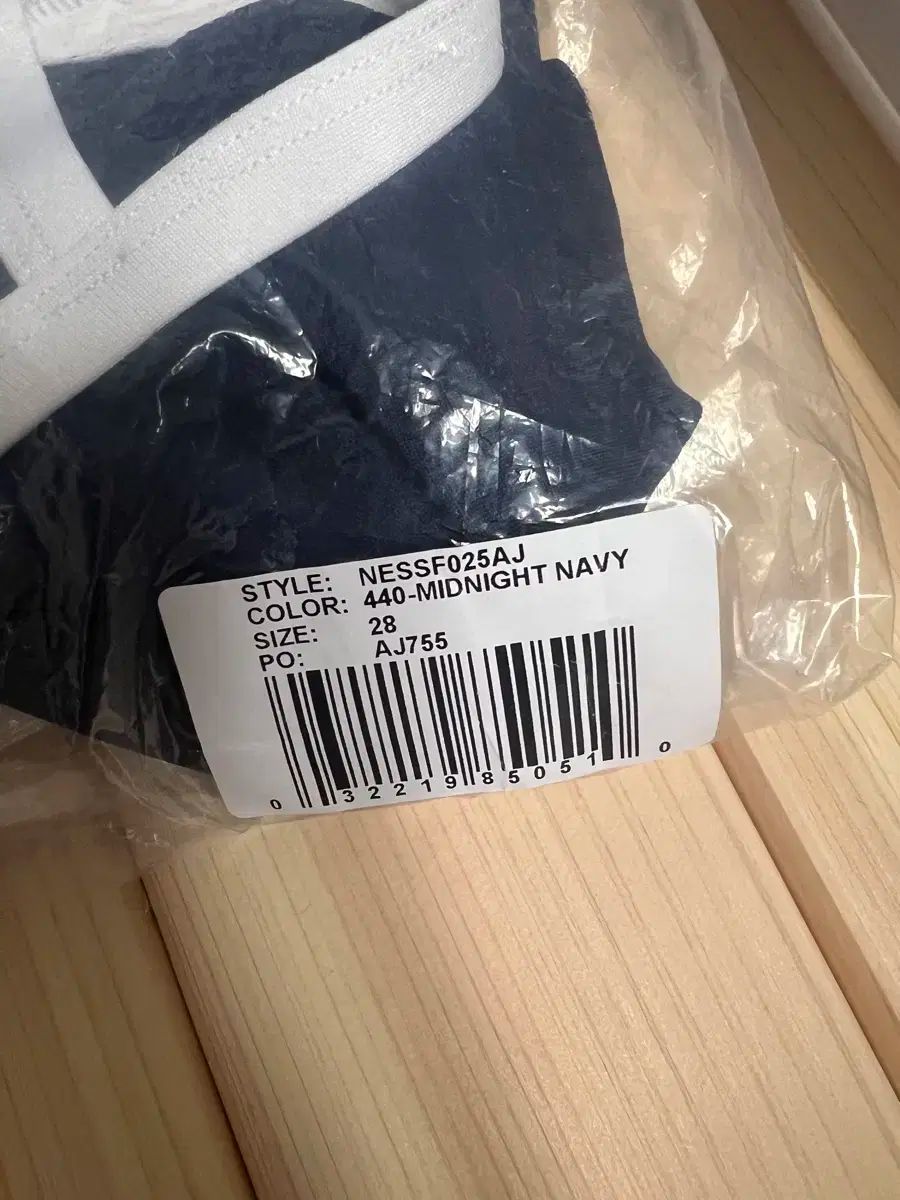 STYLE: NESSF025AJ
COLOR: 440-MIDNIGHT NAVY
SIZE: 28
PO: AJ755
0 32219 85051 0